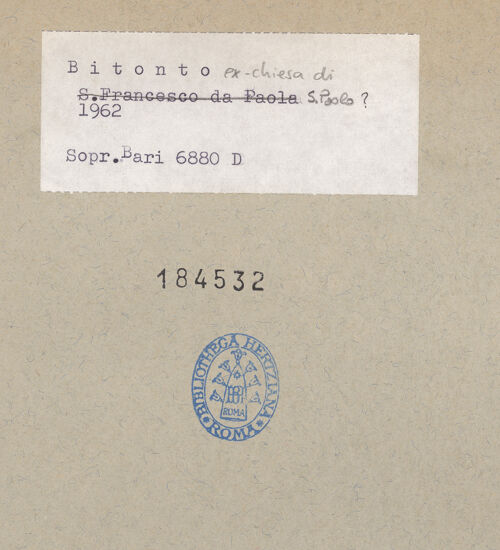 Bitonto ex-chiesa di
S.Francesco da Paola S.Paolo ?
1962
Sopr.Bari 6880 D
184532
BIBLIOTHECA HERTZIANA
ROMA
ROMA